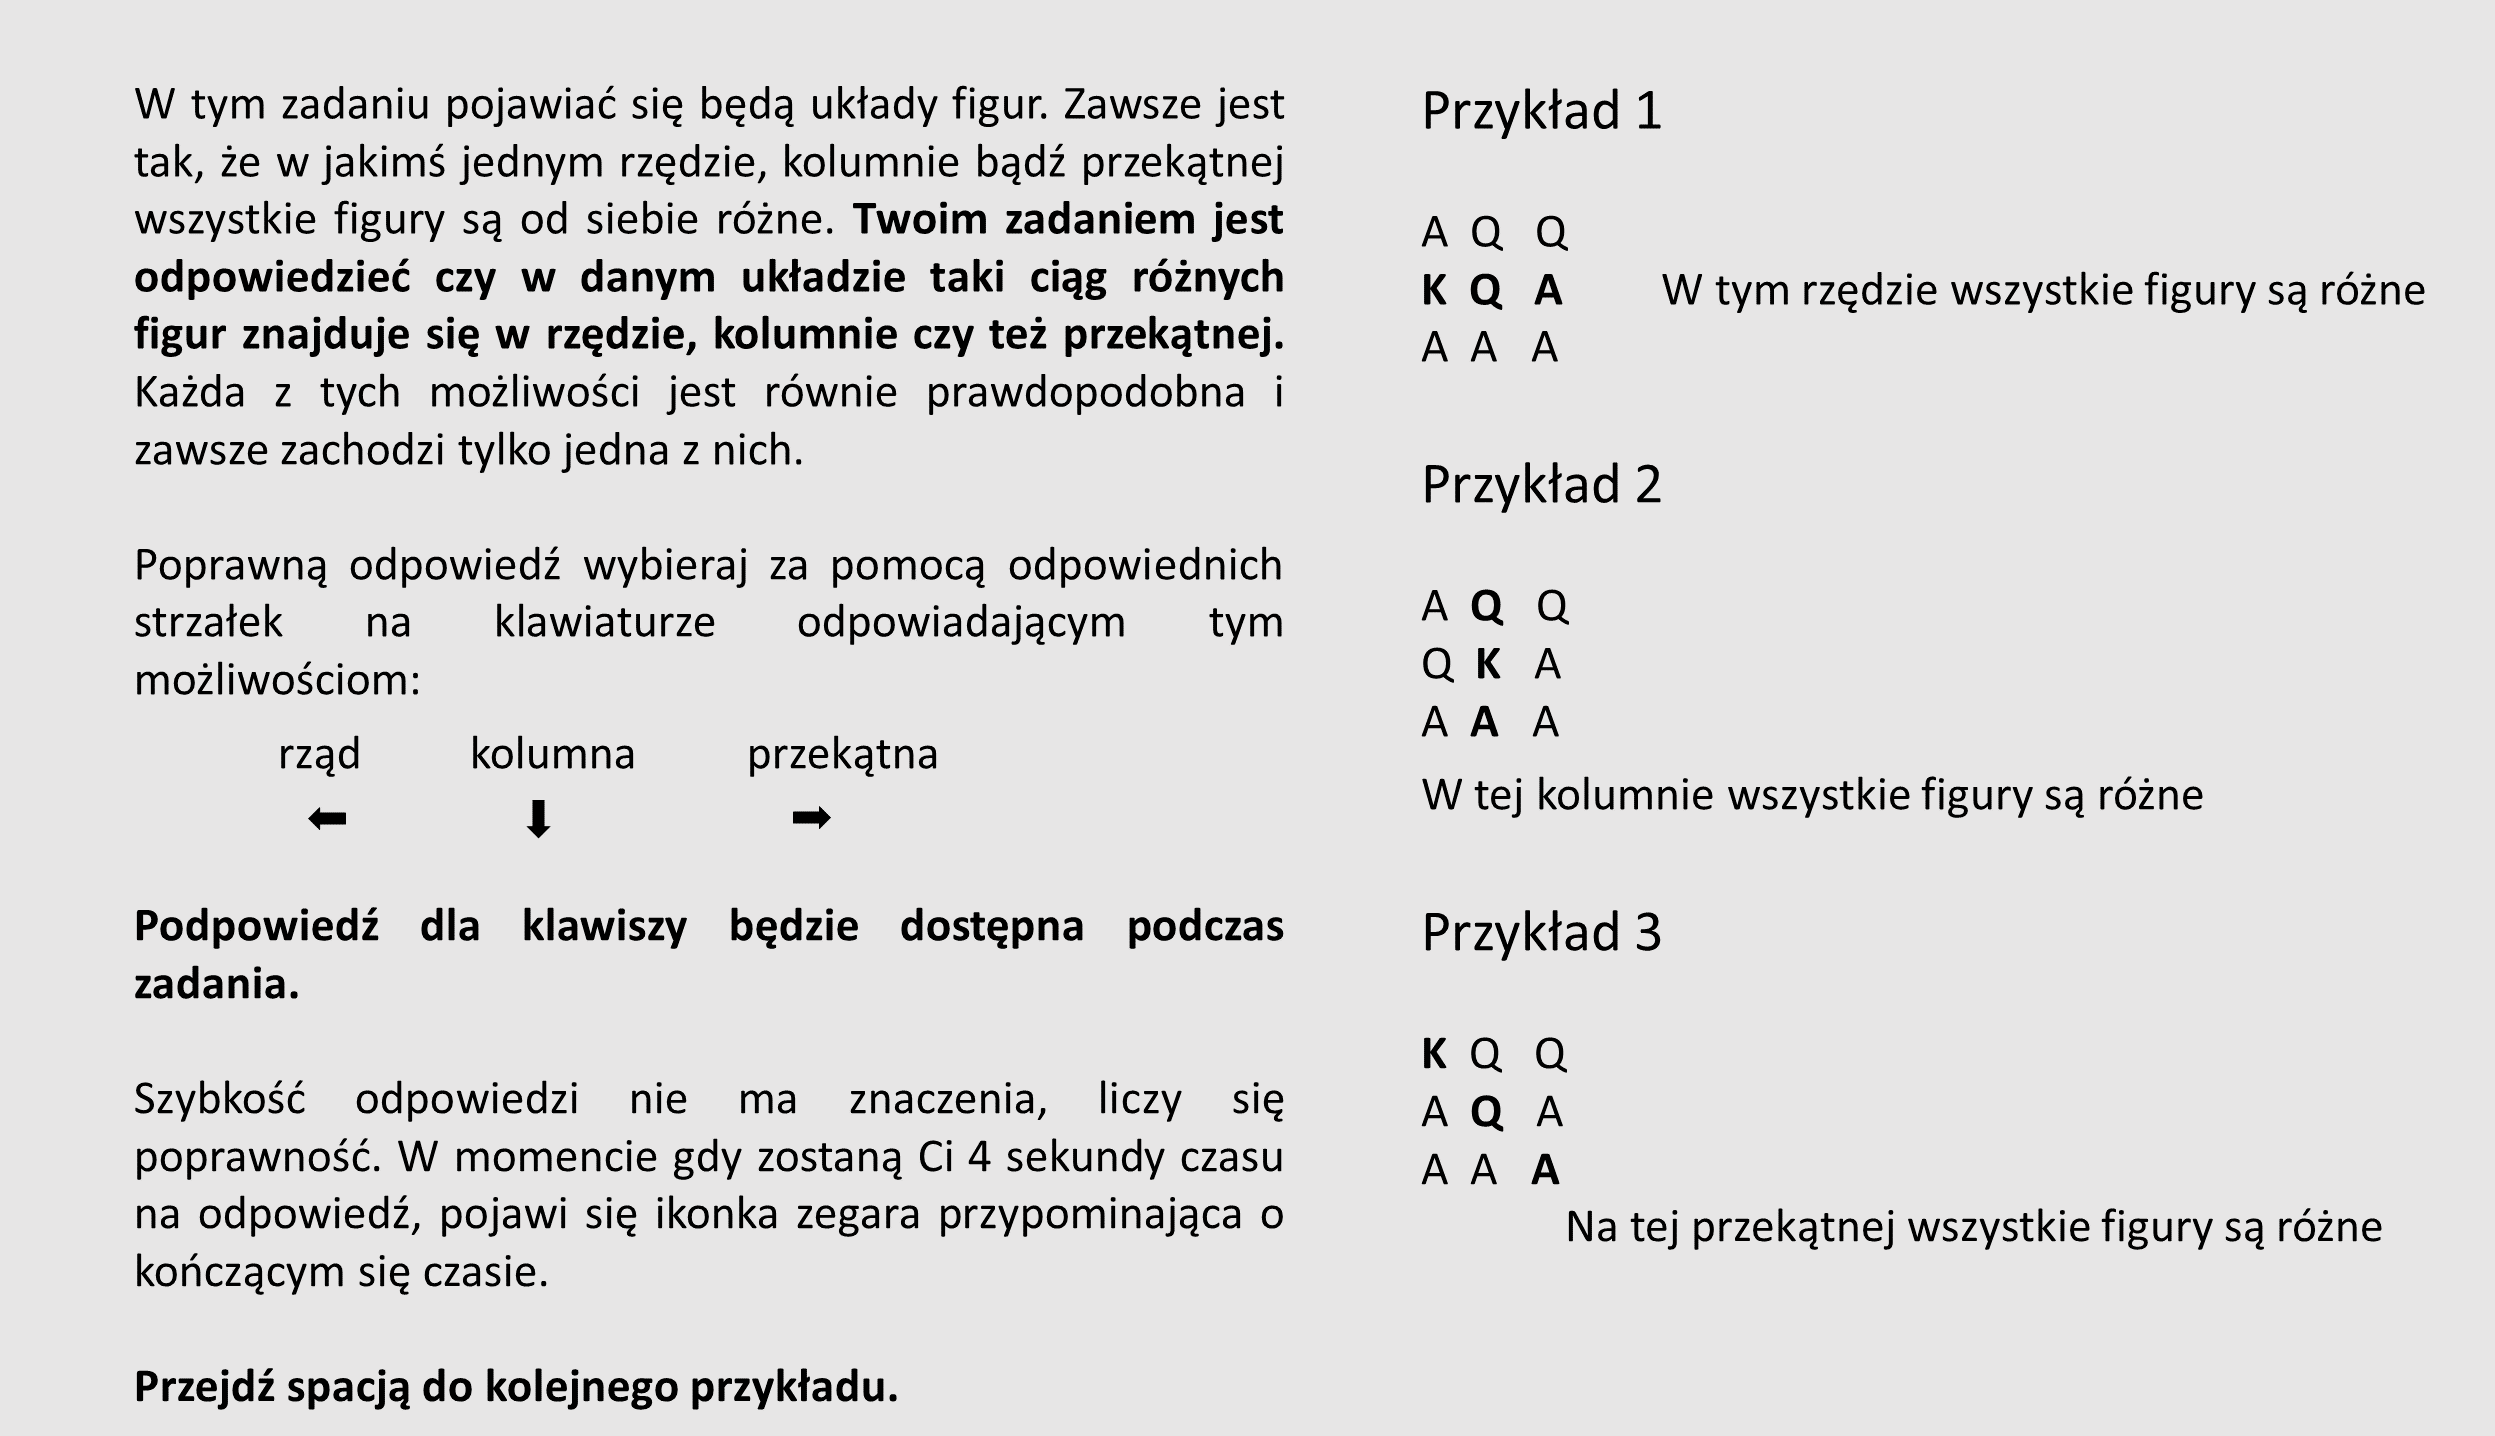 W tym zadaniu pojawiać się będą układy figur. Zawsze jest
tak, że w jakimś jednym rzędzie, kolumnie bądź przekątnej
wszystkie figury są od siebie różne. Twoim zadaniem jest
odpowiedzieć czy w danym układzie taki ciąg różnych
figur znajduje się w rzędzie, kolumnie czy też przekątnej.
Każda z tych możliwości jest równie prawdopodobna i
zawsze zachodzi tylko jedna z nich.
Poprawną odpowiedź wybieraj za pomocą odpowiednich
strzałek na klawiaturze odpowiadającym tym
możliwościom:
rząd kolumna przekątna
Podpowiedź dla klawiszy będzie dostępna podczas
zadania.
Szybkość odpowiedzi nie ma znaczenia, liczy się
poprawność. W momencie gdy zostaną Ci 4 sekundy czasu
na odpowiedź, pojawi się ikonka zegara przypominająca o
kończącym się czasie.
Przejdź spacją do kolejnego przykładu.
Przykład 1
A Q Q
K Q A W tym rzędzie wszystkie figury są różne
A A A
Przykład 2
A Q Q
Q K A
A A A
W tej kolumnie wszystkie figury są różne
Przykład 3
K Q Q
A Q A
A A A
Na tej przekątnej wszystkie figury są różne